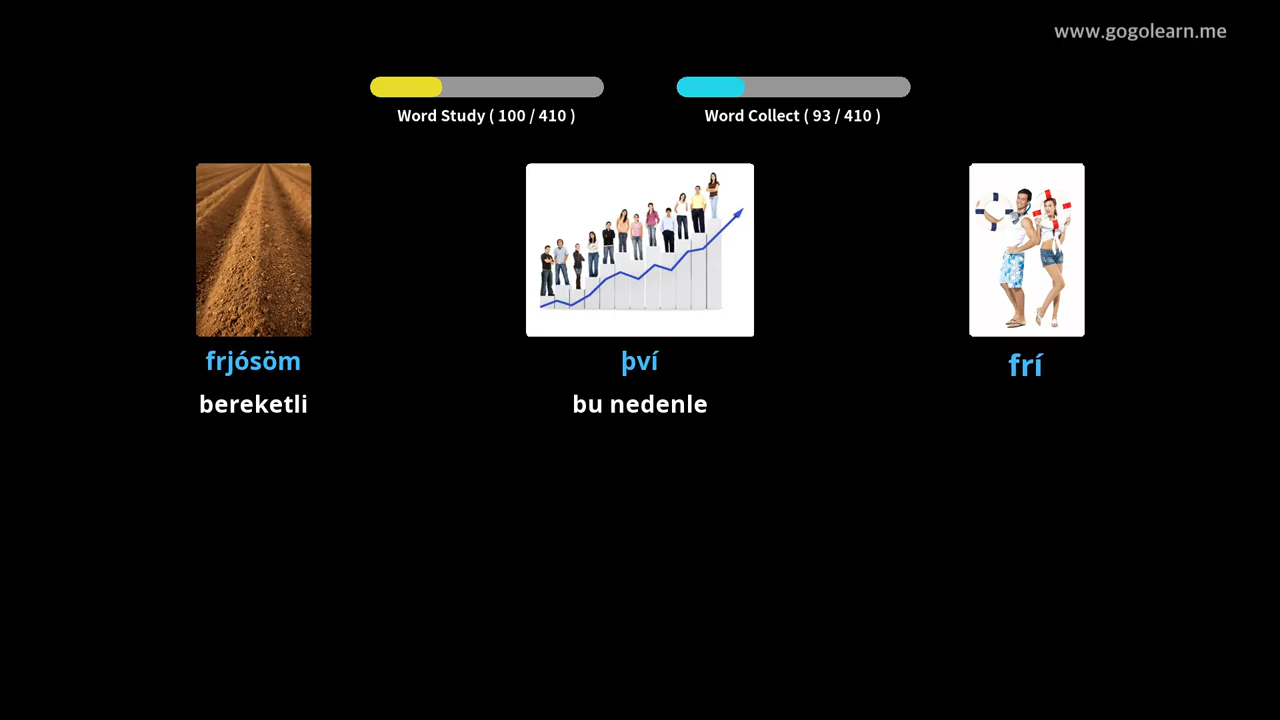 www.gogolearn.me
Word Study ( 100 / 410 )
Word Collect ( 93 / 410 )
frjósöm
bereketli
því
bu nedenle
frí